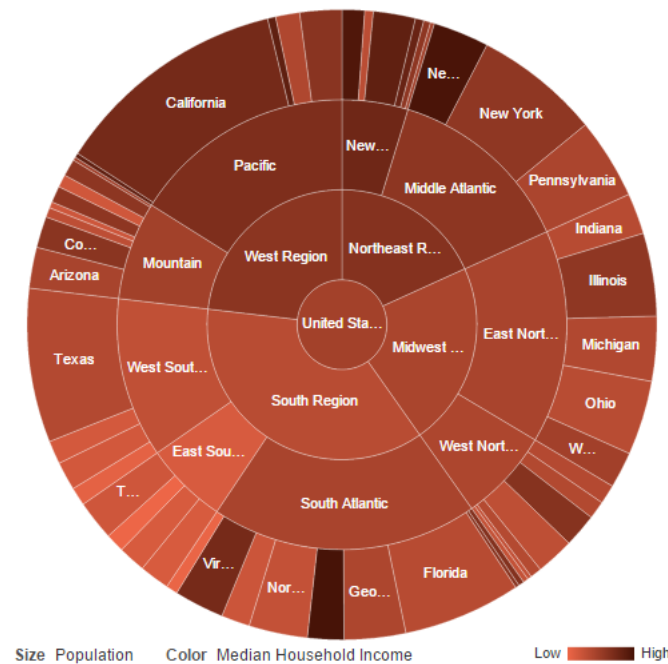 California
Ne...
New York
New...
Pacific
Middle Atlantic
Pennsylvania
Indiana
West Region
Northeast R...
Co...
Mountain
Arizona
Illinois
United Sta...
East Nort...
Midwest ...
Michigan
Texas
West Sout...
South Region
Ohio
East Sou...
West Nort...
W...
T...
South Atlantic
Vir...
Florida
Nor...
Geo...
Size Population Color Median Household Income Low High